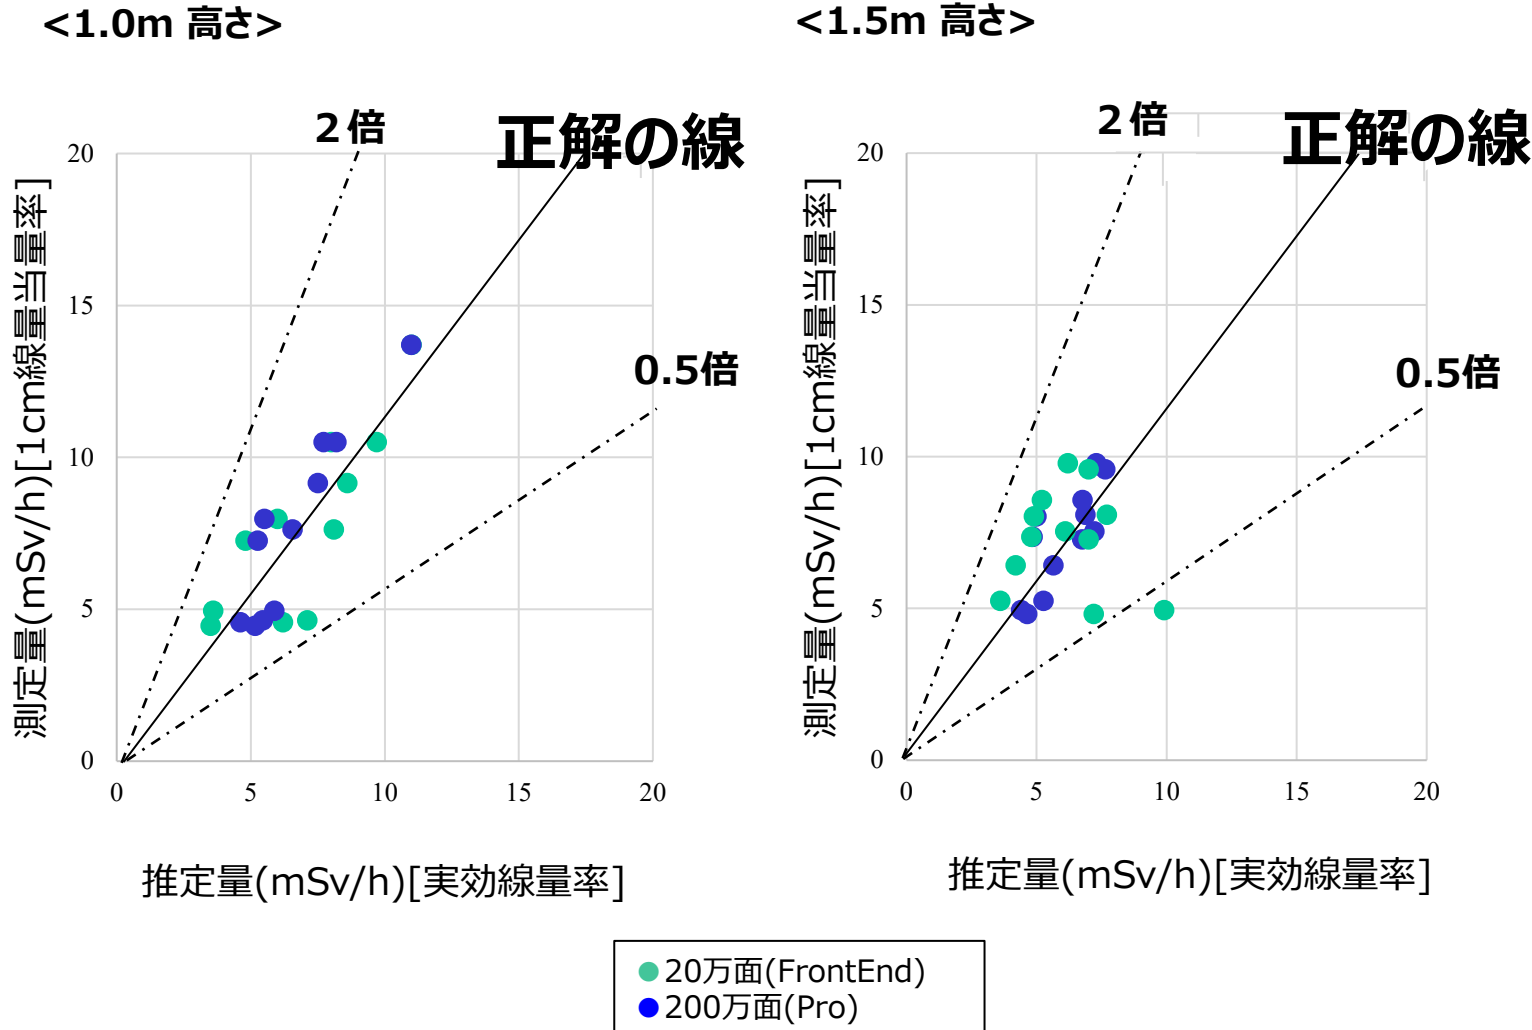 <1.0m 高さ>
<1.5m 高さ>
2倍
正解の線
0.5倍
測定量(mSv/h)[1cm線量当量率]
20
15
10
5
0
0 5 10 15 20
推定量(mSv/h)[実効線量率]
2倍
正解の線
0.5倍
測定量(mSv/h)[1cm線量当量率]
20
15
10
5
0
0 5 10 15 20
推定量(mSv/h)[実効線量率]
20万面(FrontEnd)
200万面(Pro)